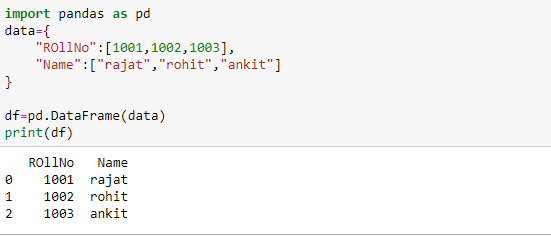 import pandas as pd
data={
    "ROllNo":[1001,1002,1003],
    "Name":["rajat","rohit","ankit"]
}
df=pd.DataFrame(data)
print(df)
   ROllNo   Name
0    1001  rajat
1    1002  rohit
2    1003  ankit